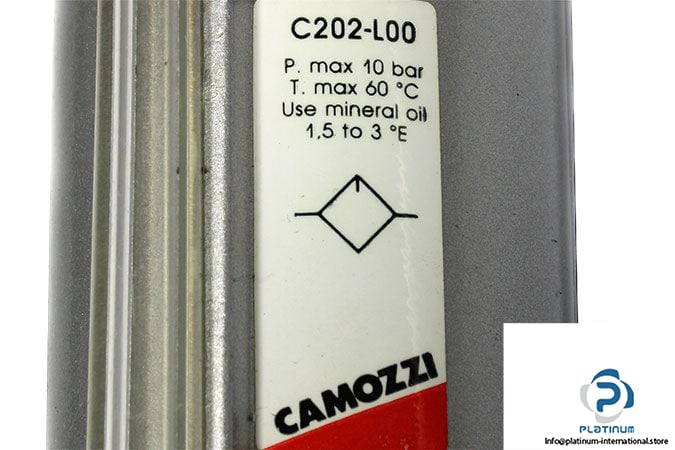 C202-L00
P. max 10 bar
T. max 60 °C
Use mineral oil
1,5 to 3 °E
CAMOZZI
PLATINUM
Info@platinum-international.store